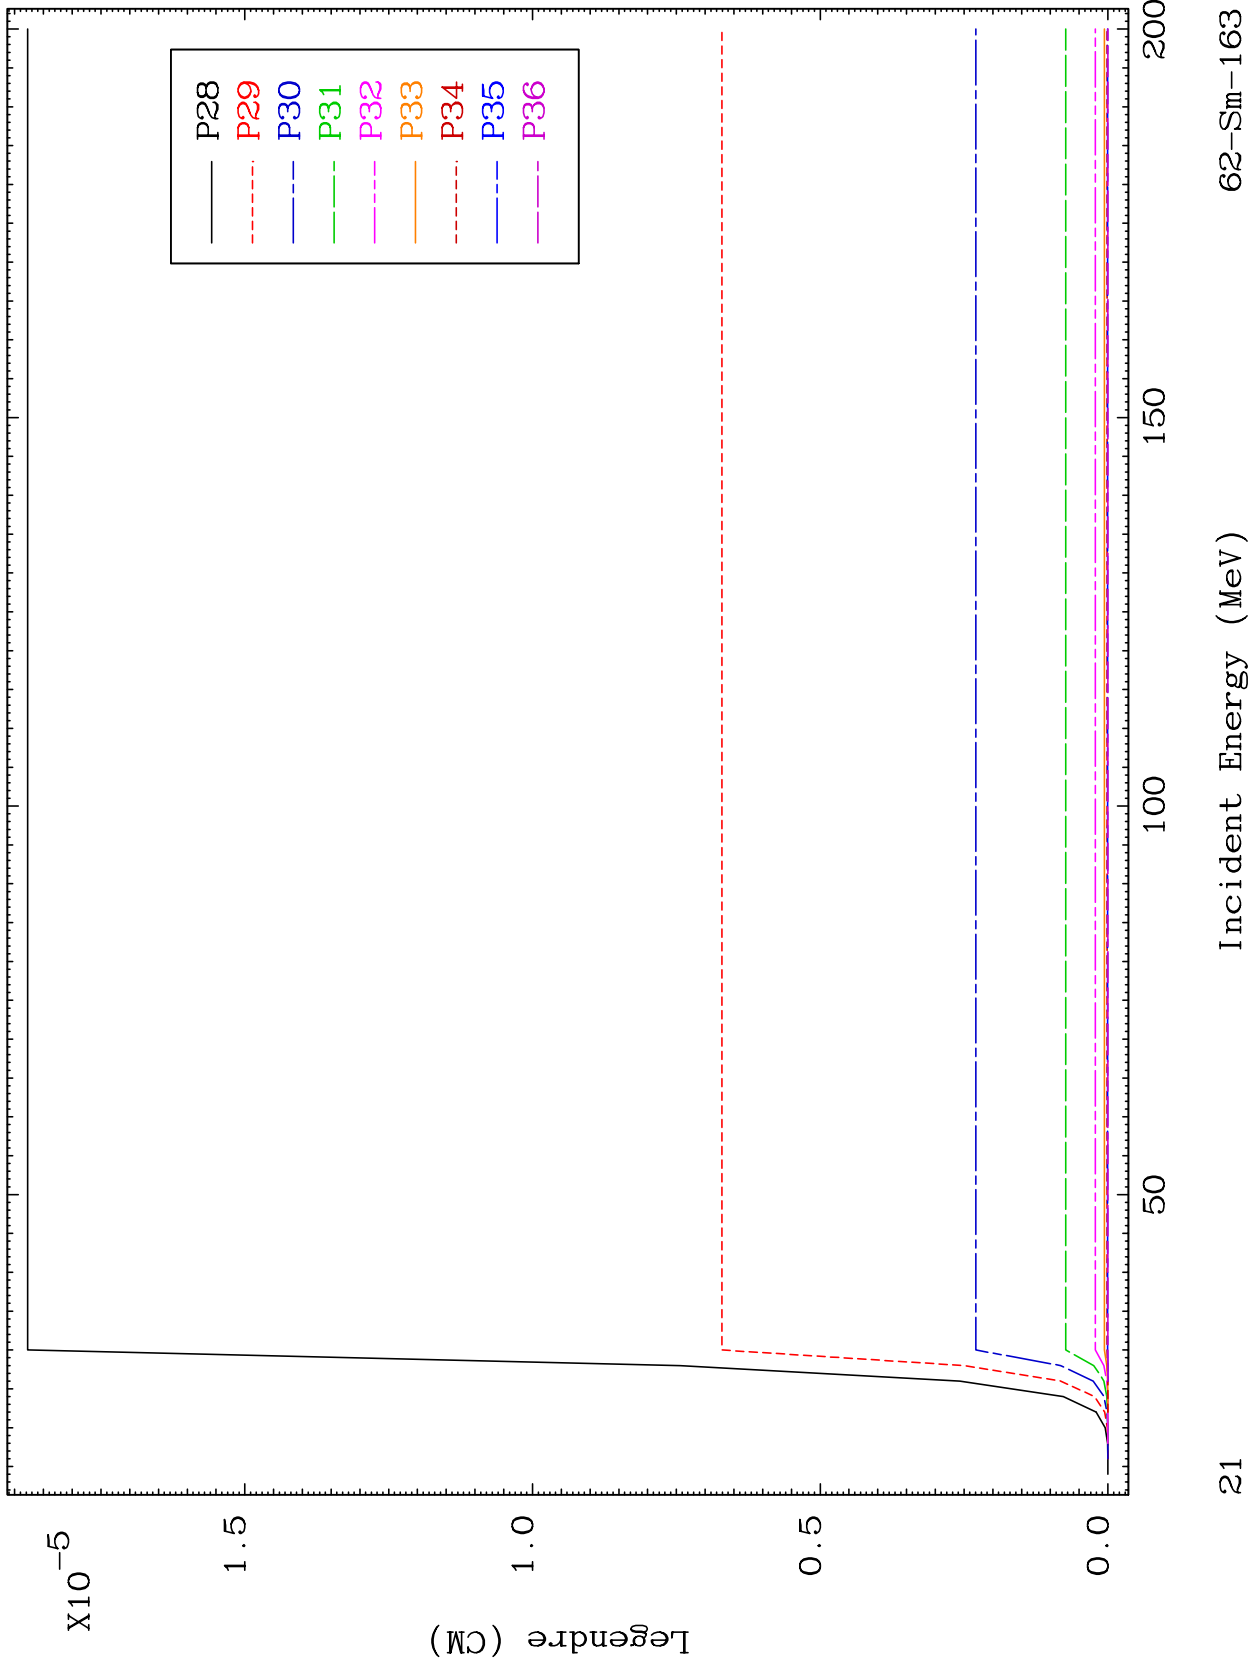 X10-5
Legendre (CM)
1.5
1.0
0.5
0.0
P28
P29
P30
P31
P32
P33
P34
P35
P36
50
100
150
200
Incident Energy (MeV)
21
62-Sm-163